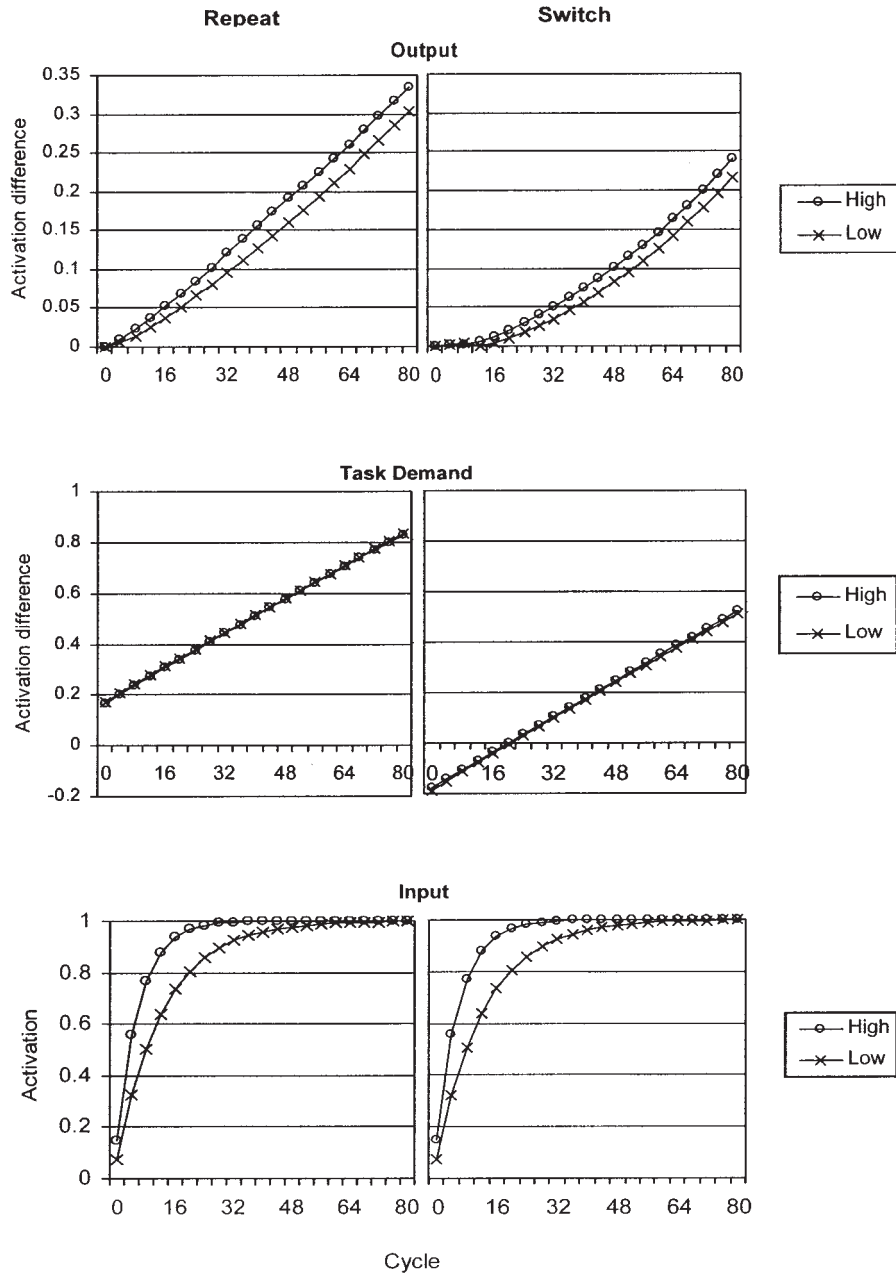 Repeat Switch
Output
Activation difference
0.35
0.3
0.25
0.2
0.15
0.1
0.05
0
0 16 32 48 64 80
0 16 32 48 64 80
High
Low
Task Demand
Activation difference
1
0.8
0.6
0.4
0.2
0
-0.2
0 16 32 48 64 80
0 16 32 48 64 80
High
Low
Input
Activation
1
0.8
0.6
0.4
0.2
0
0 16 32 48 64 80
0 16 32 48 64 80
High
Low
Cycle